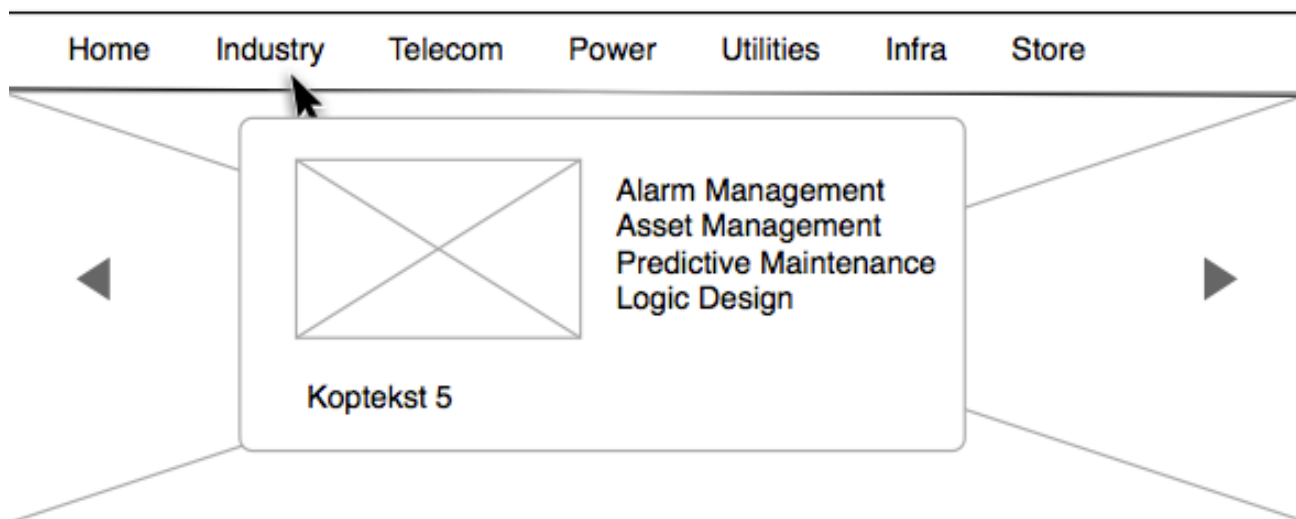 Home Industry Telecom Power Utilities Infra Store
Alarm Management
Asset Management
Predictive Maintenance
Logic Design
Koptekst 5